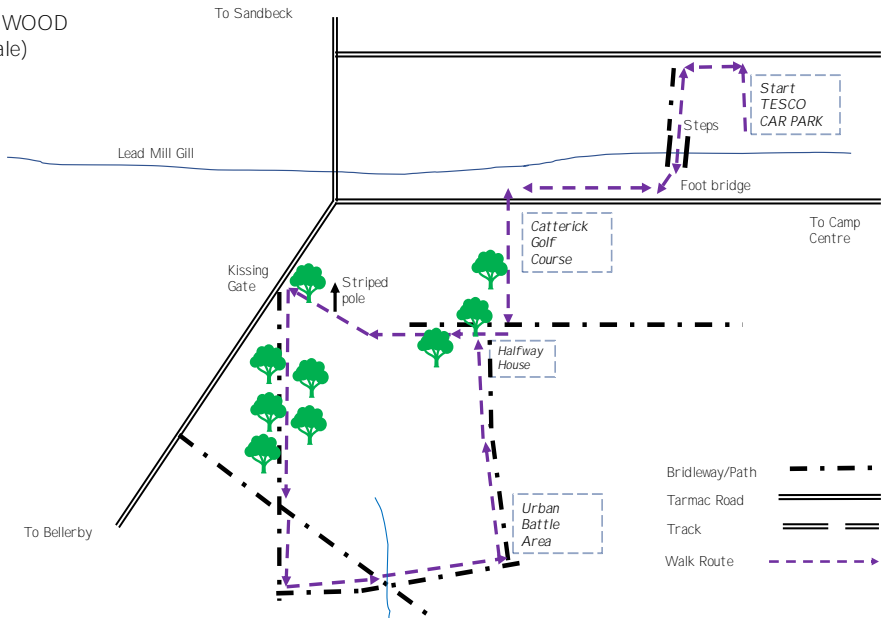 To Sandbeck
WOOD
ale)
Start
TESCO
CAR PARK
Steps
Lead Mill Gill
Foot bridge
Catterick
Golf
Course
To Camp
Centre
Kissing
Gate
Striped
pole
Halfway
House
Urban
Battle
Area
To Bellerby
Bridleway/Path
Tarmac Road
Track
Walk Route